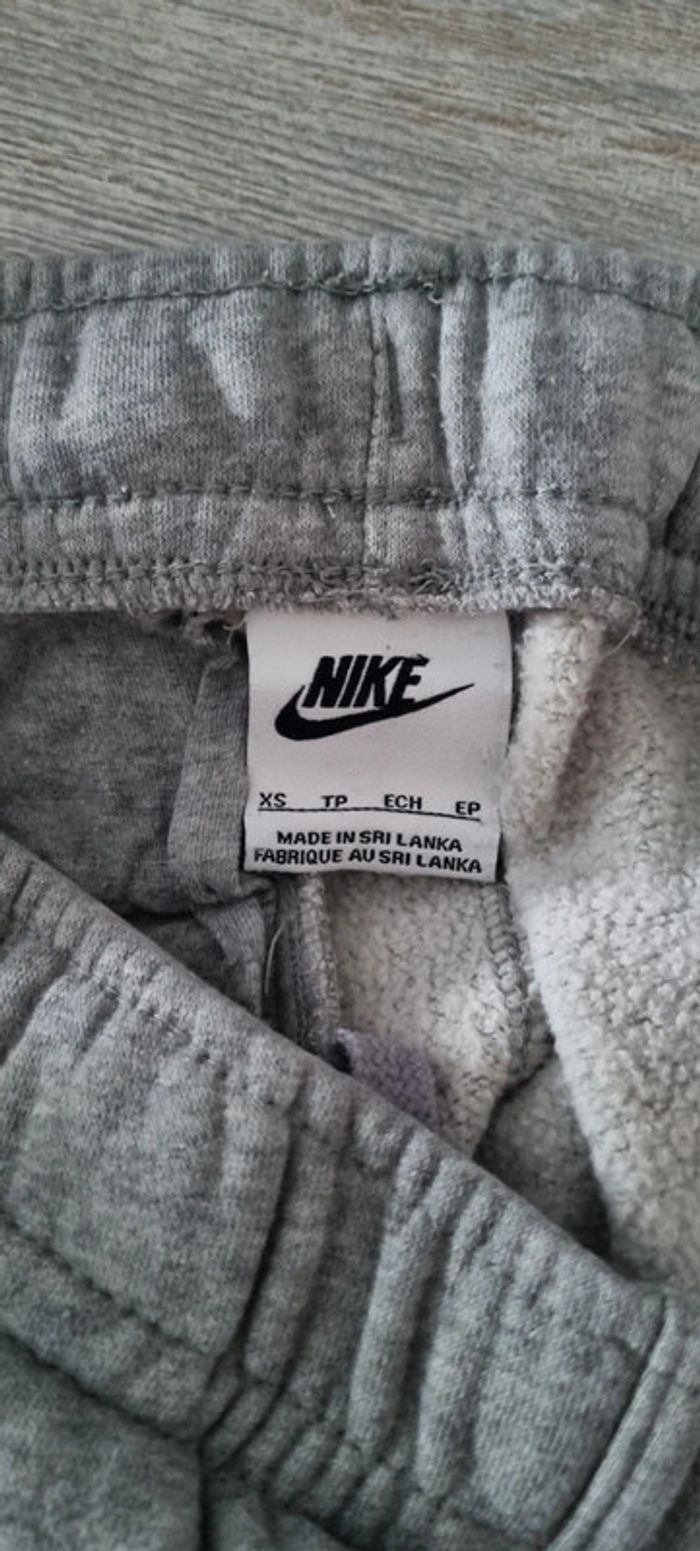 NIKE
XS TP ECH EP
MADE IN SRI LANKA
FABRIQUE AU SRI LANKA